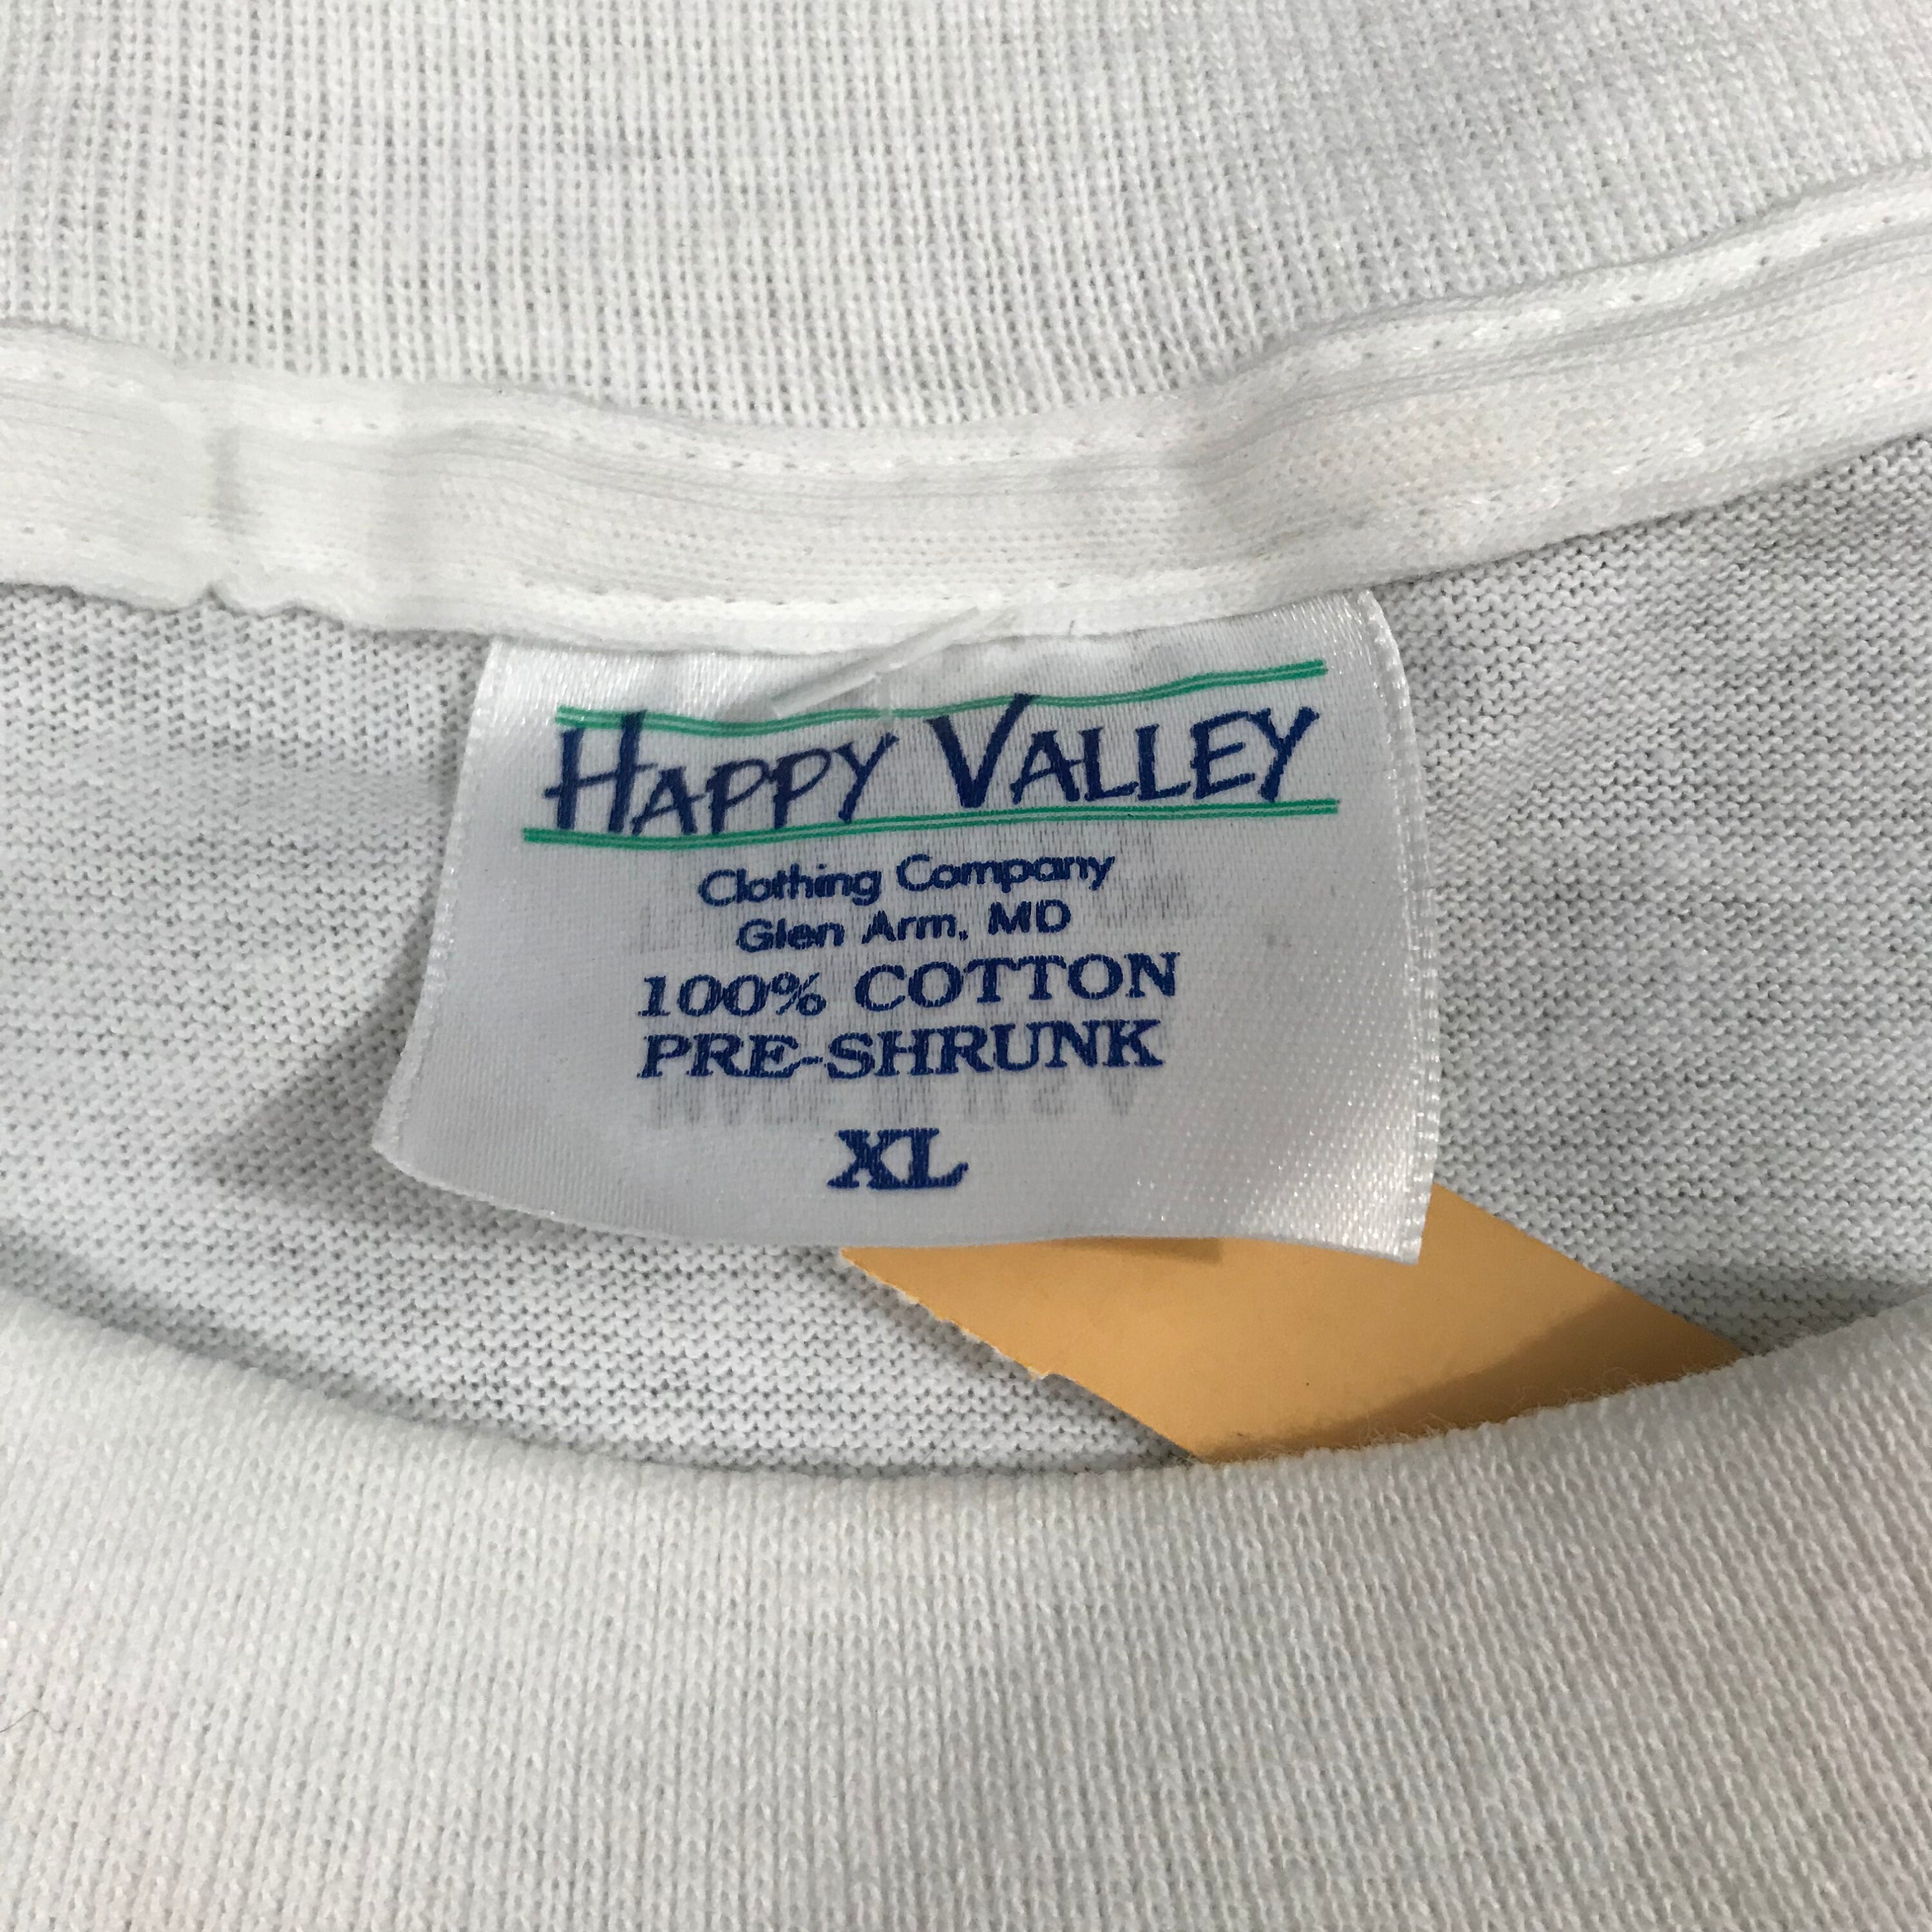 HAPPY VALLEY
Clothing Company
Glen Arm, MD
100% COTTON
PRE-SHRUNK
XL